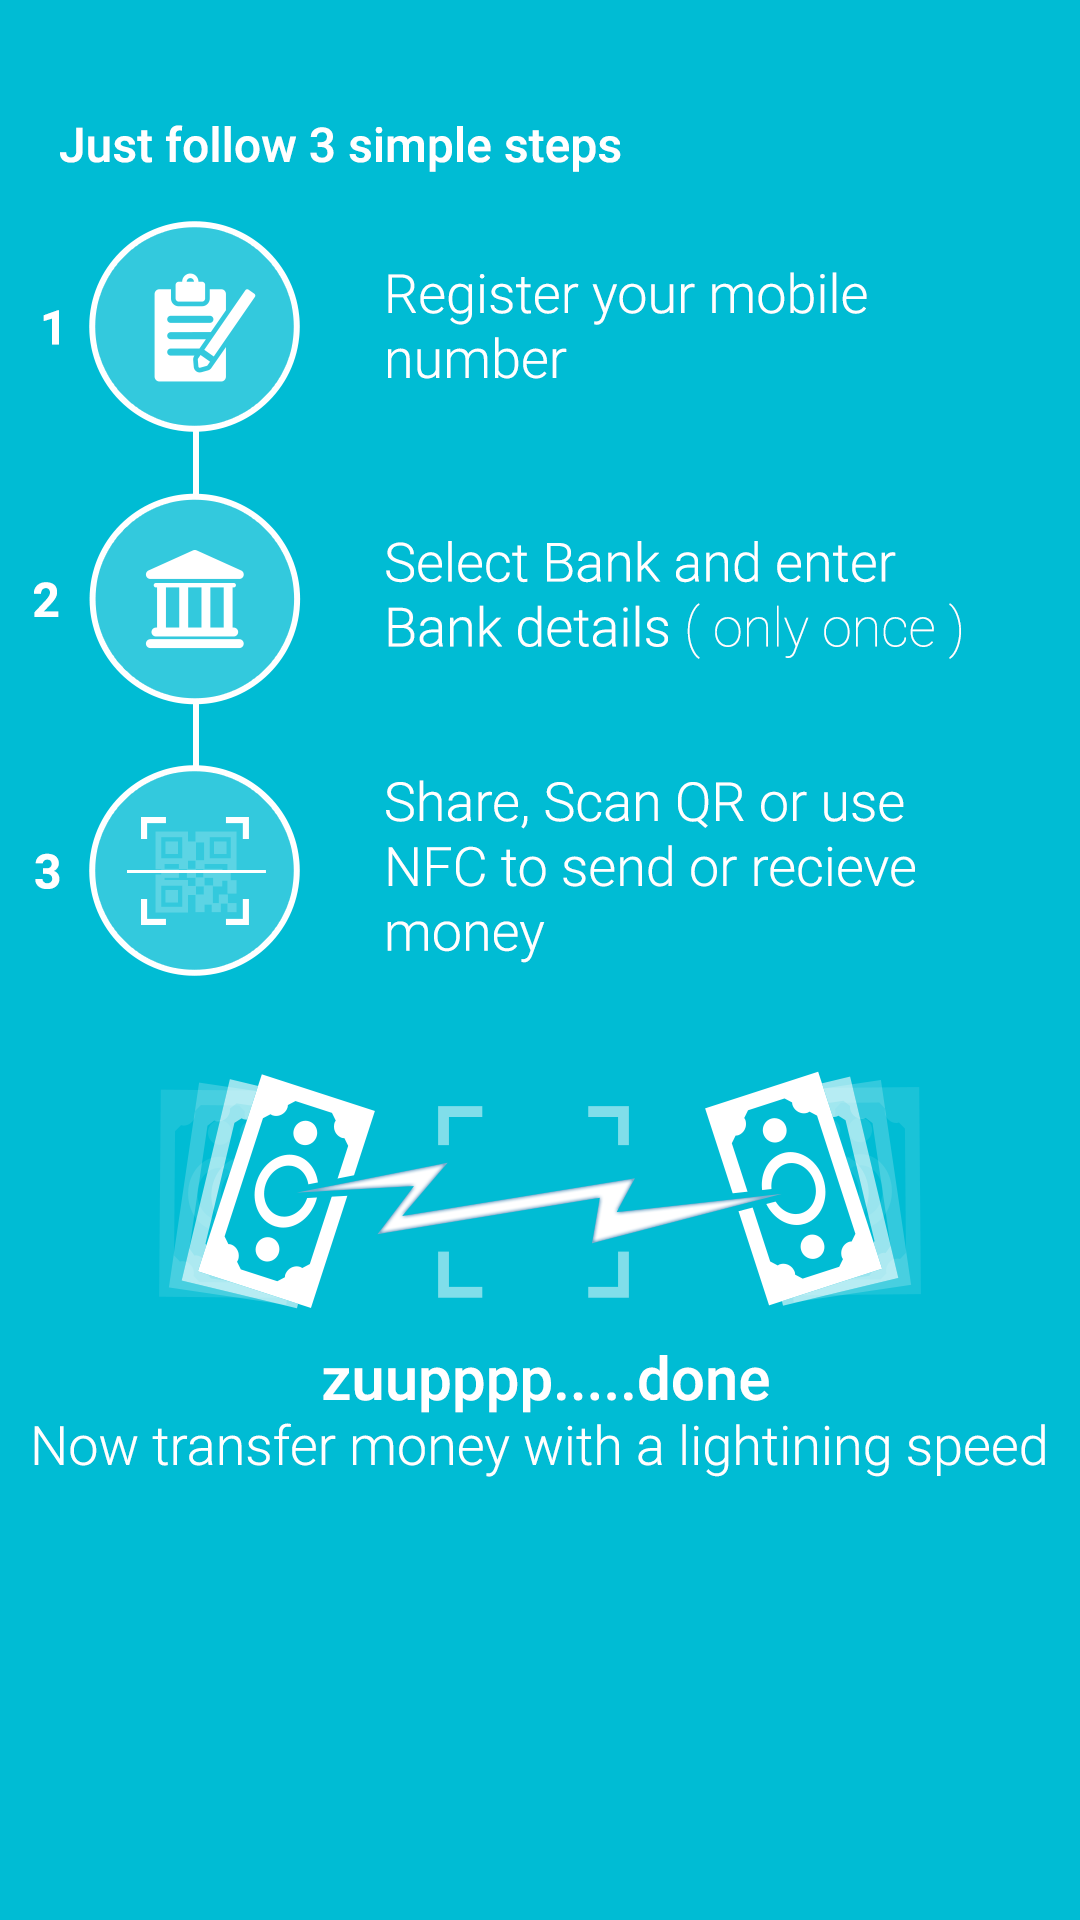 Just follow 3 simple steps
1
Register your mobile
number
2
Select Bank and enter
Bank details ( only once )
3
Share, Scan QR or use
NFC to send or recieve
money
zuupppp.....done
Now transfer money with a lightining speed